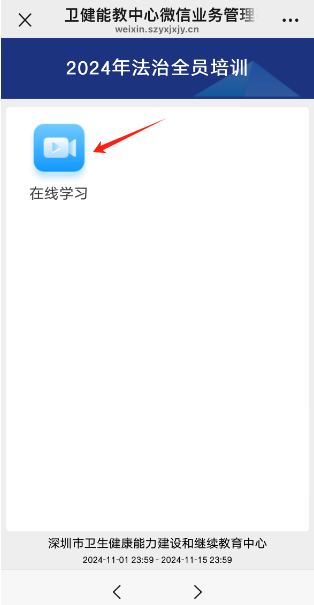 卫健能教中心微信业务管理
weixin.szyxjxjy.cn
2024年法治全员培训
在线学习
深圳市卫生健康能力建设和继续教育中心
2024-11-01 23:59 - 2024-11-15 23:59